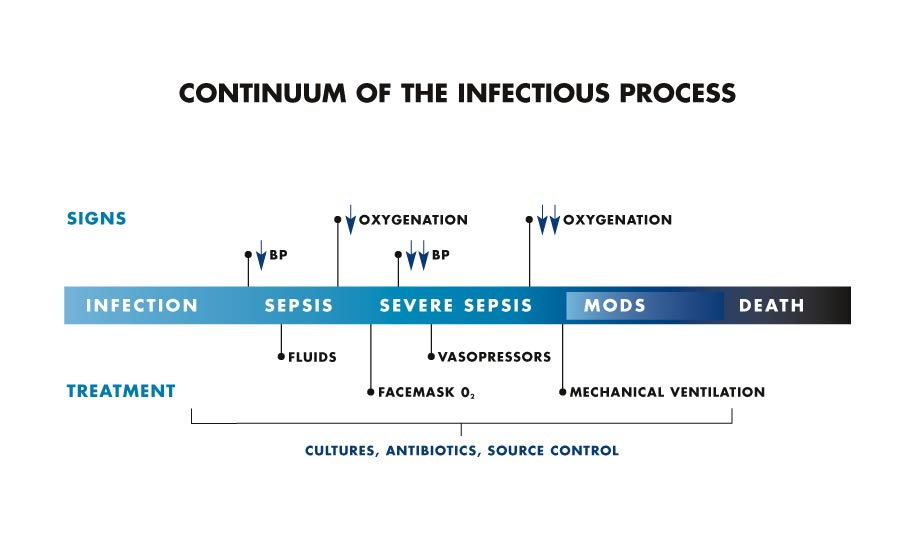 CONTINUUM OF THE INFECTIOUS PROCESS
SIGNS
OXYGENATION
OXYGENATION
BP
BP
INFECTION SEPSIS SEVERE SEPSIS MODS DEATH
FLUIDS
VASOPRESSORS
TREATMENT
FACEMASK 0₂
MECHANICAL VENTILATION
CULTURES, ANTIBIOTICS, SOURCE CONTROL